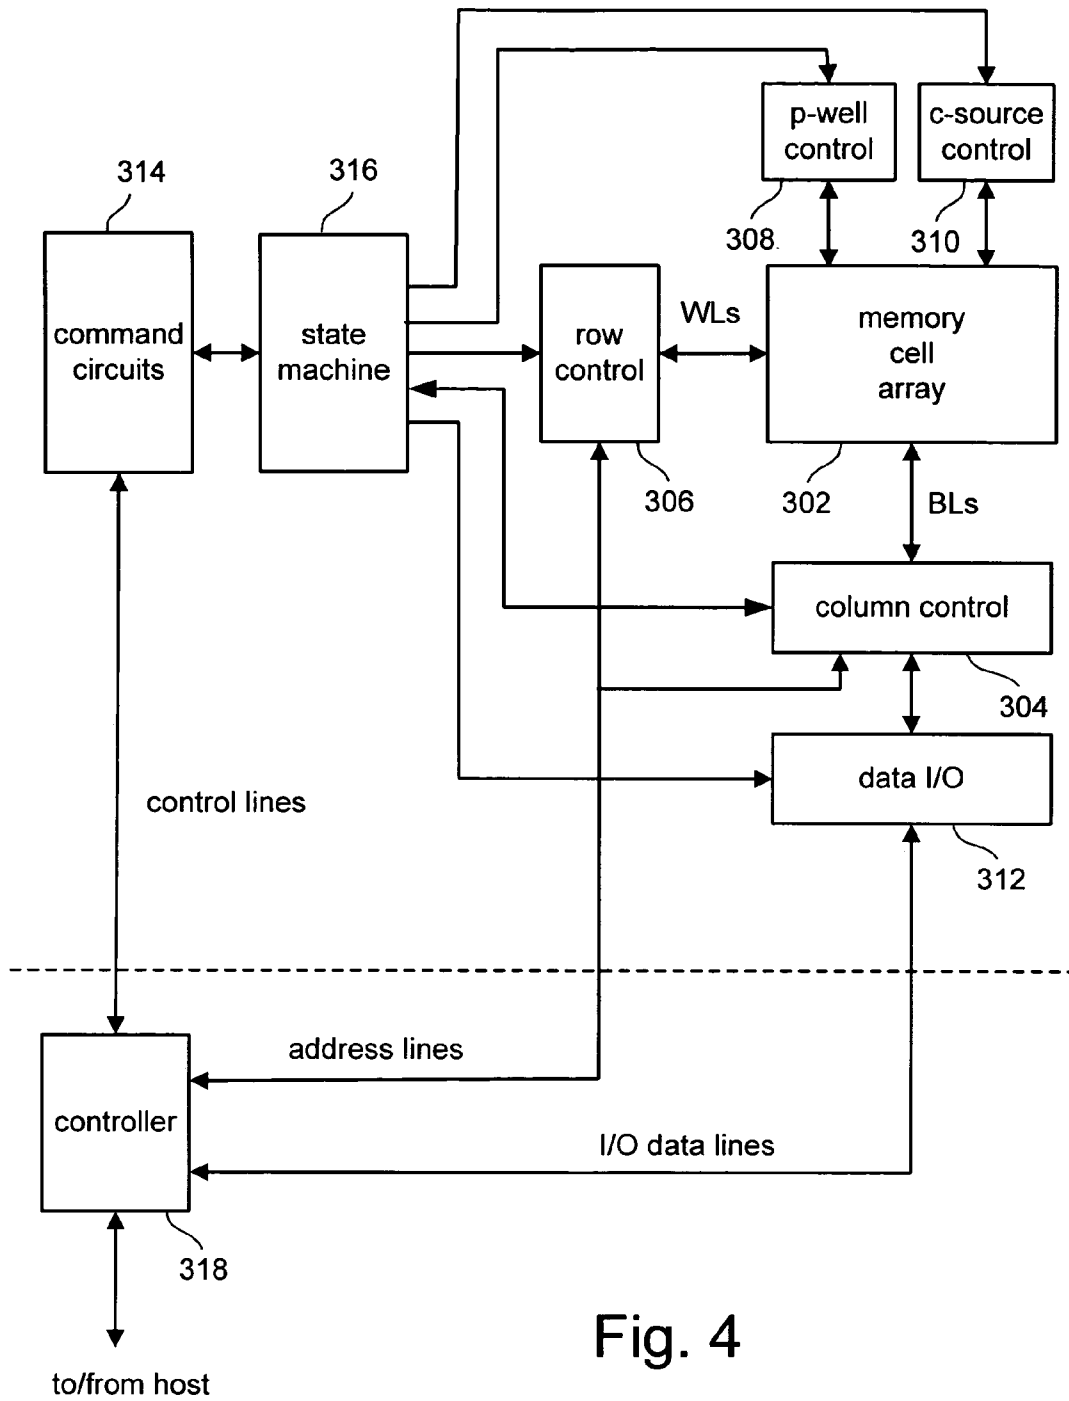 p-well
control
c-source
control
314
316
308
310
command
circuits
state
machine
row
control
WLs
memory
cell
array
306
302
BLs
column control
304
data I/O
control lines
312
address lines
controller
I/O data lines
318
Fig. 4
to/from host